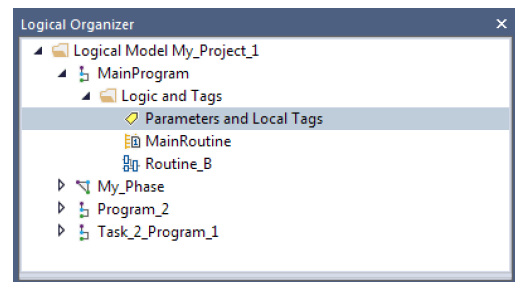 Logical Organizer
Logical Model My_Project_1
MainProgram
Logic and Tags
Parameters and Local Tags
MainRoutine
Routine_B
My_Phase
Program_2
Task_2_Program_1